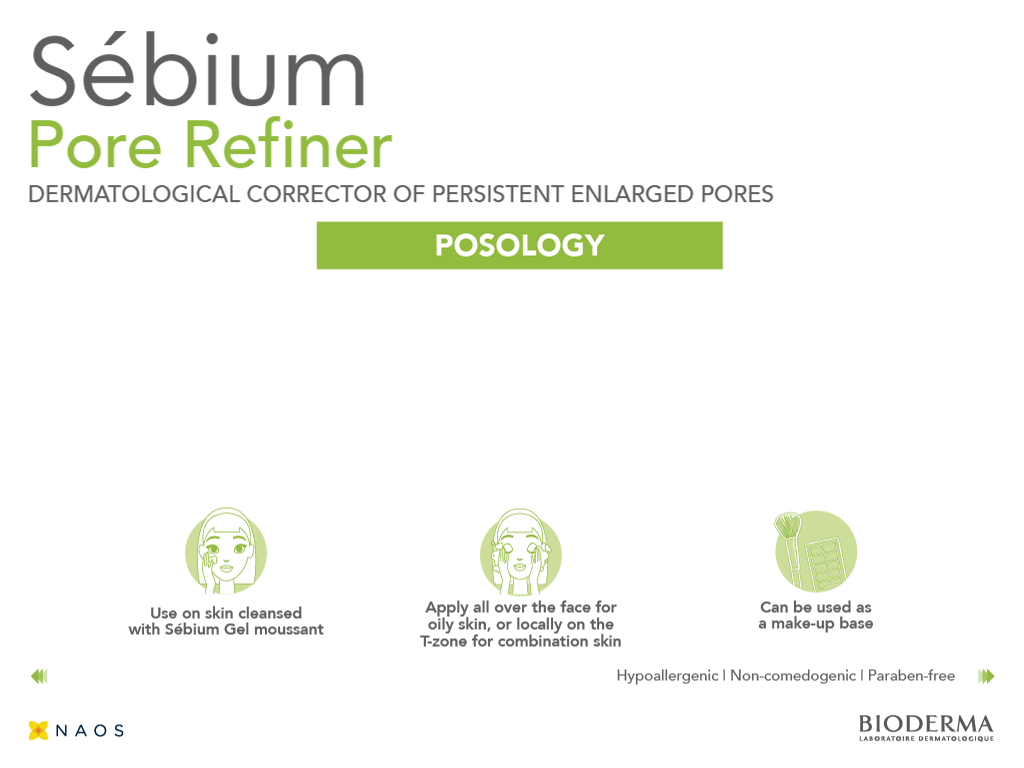 Sébium
Pore Refiner
DERMATOLOGICAL CORRECTOR OF PERSISTENT ENLARGED PORES
POSOLOGY
Use on skin cleansed
with Sébium Gel moussant
Apply all over the face for
oily skin, or locally on the
T-zone for combination skin
Can be used as
a make-up base
Hypoallergenic | Non-comedogenic | Paraben-free
NAOS
BIODERMA
LABORATOIRE DERMATOLOGIQUE